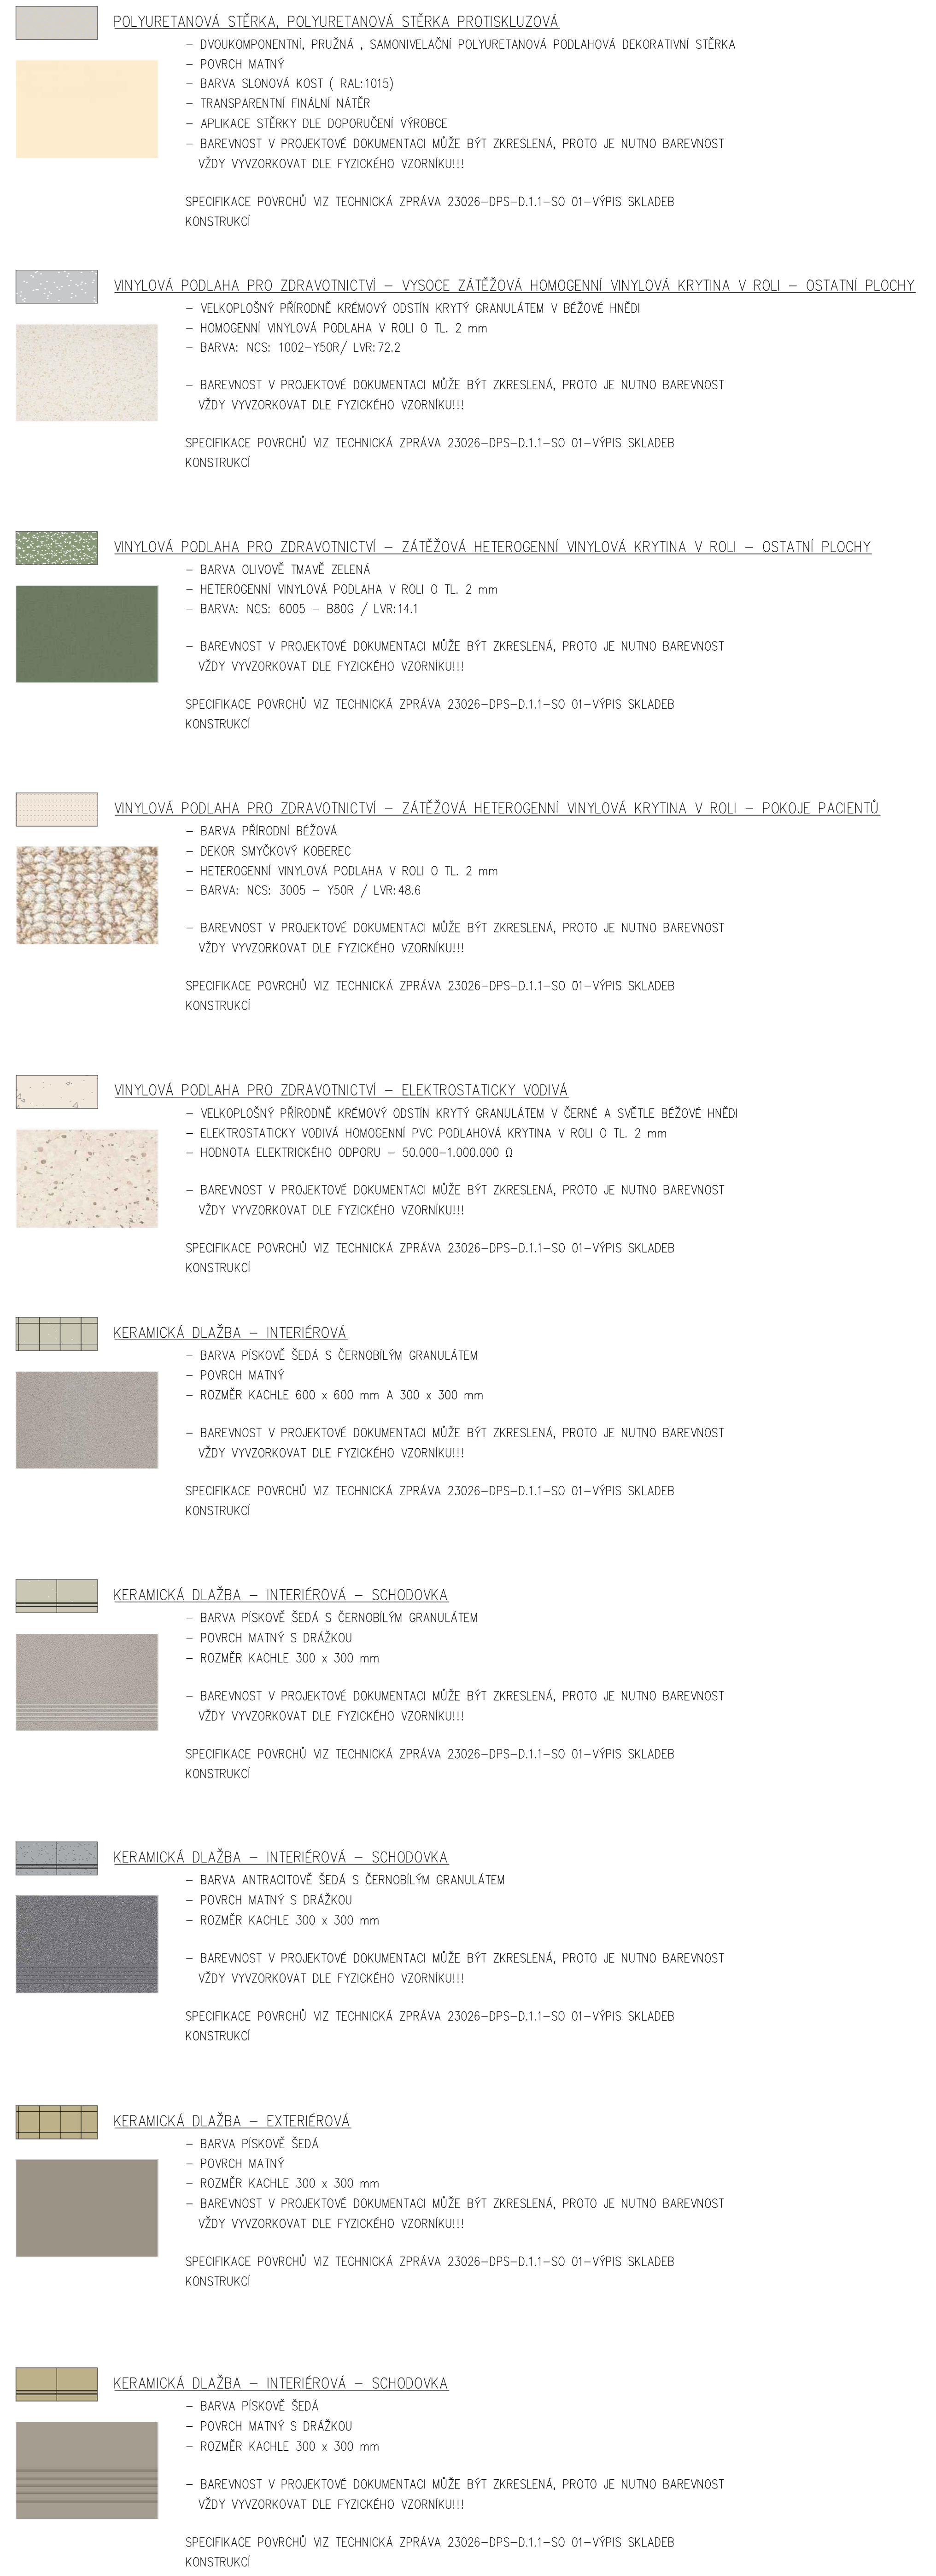 POLYURETANOVÁ STĚRKA, POLYURETANOVÁ STĚRKA PROTISKLUZOVÁ
- DVOUKOMPONENTNÍ, PRUŽNÁ , SAMONIVELAČNÍ POLYURETANOVÁ PODLAHOVÁ DEKORATIVNÍ STĚRKA
- POVRCH MATNÝ
- BARVA SLONOVÁ KOST ( RAL:1015)
- TRANSPARENTNÍ FINÁLNÍ NÁTĚR
- APLIKACE STĚRKY DLE DOPORUČENÍ VÝROBCE
- BAREVNOST V PROJEKTOVÉ DOKUMENTACI MŮŽE BÝT ZKRESLENÁ, PROTO JE NUTNO BAREVNOST
VŽDY VYVZORKOVAT DLE FYZICKÉHO VZORNÍKU!!!
SPECIFIKACE POVRCHŮ VIZ TECHNICKÁ ZPRÁVA 23026-DPS-D.1.1-SO 01-VÝPIS SKLADEB
KONSTRUKCÍ
VINYLOVÁ PODLAHA PRO ZDRAVOTNICTVÍ - VYSOCE ZÁTĚŽOVÁ HOMOGENNÍ VINYLOVÁ KRYTINA V ROLI - OSTATNÍ PLOCHY
- VELKOPLOŠNÝ PŘÍRODNĚ KRÉMOVÝ ODSTÍN KRYTÝ GRANULÁTEM V BÉŽOVÉ HNĚDI
- HOMOGENNÍ VINYLOVÁ PODLAHA V ROLI O TL. 2 mm
- BARVA: NCS: 1002-Y50R/ LVR:72.2
- BAREVNOST V PROJEKTOVÉ DOKUMENTACI MŮŽE BÝT ZKRESLENÁ, PROTO JE NUTNO BAREVNOST
VŽDY VYVZORKOVAT DLE FYZICKÉHO VZORNÍKU!!!
SPECIFIKACE POVRCHŮ VIZ TECHNICKÁ ZPRÁVA 23026-DPS-D.1.1-SO 01-VÝPIS SKLADEB
KONSTRUKCÍ
VINYLOVÁ PODLAHA PRO ZDRAVOTNICTVÍ - ZÁTĚŽOVÁ HETEROGENNÍ VINYLOVÁ KRYTINA V ROLI - OSTATNÍ PLOCHY
- BARVA OLIVOVĚ TMAVĚ ZELENÁ
- HETEROGENNÍ VINYLOVÁ PODLAHA V ROLI O TL. 2 mm
- BARVA: NCS: 6005 - B80G / LVR:14.1
- BAREVNOST V PROJEKTOVÉ DOKUMENTACI MŮŽE BÝT ZKRESLENÁ, PROTO JE NUTNO BAREVNOST
VŽDY VYVZORKOVAT DLE FYZICKÉHO VZORNÍKU!!!
SPECIFIKACE POVRCHŮ VIZ TECHNICKÁ ZPRÁVA 23026-DPS-D.1.1-SO 01-VÝPIS SKLADEB
KONSTRUKCÍ
VINYLOVÁ PODLAHA PRO ZDRAVOTNICTVÍ - ZÁTĚŽOVÁ HETEROGENNÍ VINYLOVÁ KRYTINA V ROLI - POKOJE PACIENTŮ
- BARVA PŘÍRODNÍ BÉŽOVÁ
- DEKOR SMYČKOVÝ KOBEREC
- HETEROGENNÍ VINYLOVÁ PODLAHA V ROLI O TL. 2 mm
- BARVA: NCS: 3005 - Y50R / LVR:48.6
- BAREVNOST V PROJEKTOVÉ DOKUMENTACI MŮŽE BÝT ZKRESLENÁ, PROTO JE NUTNO BAREVNOST
VŽDY VYVZORKOVAT DLE FYZICKÉHO VZORNÍKU!!!
SPECIFIKACE POVRCHŮ VIZ TECHNICKÁ ZPRÁVA 23026-DPS-D.1.1-SO 01-VÝPIS SKLADEB
KONSTRUKCÍ
VINYLOVÁ PODLAHA PRO ZDRAVOTNICTVÍ - ELEKTROSTATICKY VODIVÁ
- VELKOPLOŠNÝ PŘÍRODNĚ KRÉMOVÝ ODSTÍN KRYTÝ GRANULÁTEM V ČERNÉ A SVĚTLE BÉŽOVÉ HNĚDI
- ELEKTROSTATICKY VODIVÁ HOMOGENNÍ PVC PODLAHOVÁ KRYTINA V ROLI O TL. 2 mm
- HODNOTA ELEKTRICKÉHO ODPORU - 50.000-1.000.000 Ω
- BAREVNOST V PROJEKTOVÉ DOKUMENTACI MŮŽE BÝT ZKRESLENÁ, PROTO JE NUTNO BAREVNOST
VŽDY VYVZORKOVAT DLE FYZICKÉHO VZORNÍKU!!!
SPECIFIKACE POVRCHŮ VIZ TECHNICKÁ ZPRÁVA 23026-DPS-D.1.1-SO 01-VÝPIS SKLADEB
KONSTRUKCÍ
KERAMICKÁ DLAŽBA - INTERIÉROVÁ
- BARVA PÍSKOVĚ ŠEDÁ S ČERNOBÍLÝM GRANULÁTEM
- POVRCH MATNÝ
- ROZMĚR KACHLE 600 x 600 mm A 300 x 300 mm
- BAREVNOST V PROJEKTOVÉ DOKUMENTACI MŮŽE BÝT ZKRESLENÁ, PROTO JE NUTNO BAREVNOST
VŽDY VYVZORKOVAT DLE FYZICKÉHO VZORNÍKU!!!
SPECIFIKACE POVRCHŮ VIZ TECHNICKÁ ZPRÁVA 23026-DPS-D.1.1-SO 01-VÝPIS SKLADEB
KONSTRUKCÍ
KERAMICKÁ DLAŽBA - INTERIÉROVÁ - SCHODOVKA
- BARVA PÍSKOVĚ ŠEDÁ S ČERNOBÍLÝM GRANULÁTEM
- POVRCH MATNÝ S DRÁŽKOU
- ROZMĚR KACHLE 300 x 300 mm
- BAREVNOST V PROJEKTOVÉ DOKUMENTACI MŮŽE BÝT ZKRESLENÁ, PROTO JE NUTNO BAREVNOST
VŽDY VYVZORKOVAT DLE FYZICKÉHO VZORNÍKU!!!
SPECIFIKACE POVRCHŮ VIZ TECHNICKÁ ZPRÁVA 23026-DPS-D.1.1-SO 01-VÝPIS SKLADEB
KONSTRUKCÍ
KERAMICKÁ DLAŽBA - INTERIÉROVÁ - SCHODOVKA
- BARVA ANTRACITOVĚ ŠEDÁ S ČERNOBÍLÝM GRANULÁTEM
- POVRCH MATNÝ S DRÁŽKOU
- ROZMĚR KACHLE 300 x 300 mm
- BAREVNOST V PROJEKTOVÉ DOKUMENTACI MŮŽE BÝT ZKRESLENÁ, PROTO JE NUTNO BAREVNOST
VŽDY VYVZORKOVAT DLE FYZICKÉHO VZORNÍKU!!!
SPECIFIKACE POVRCHŮ VIZ TECHNICKÁ ZPRÁVA 23026-DPS-D.1.1-SO 01-VÝPIS SKLADEB
KONSTRUKCÍ
KERAMICKÁ DLAŽBA - EXTERIÉROVÁ
- BARVA PÍSKOVĚ ŠEDÁ
- POVRCH MATNÝ
- ROZMĚR KACHLE 300 x 300 mm
- BAREVNOST V PROJEKTOVÉ DOKUMENTACI MŮŽE BÝT ZKRESLENÁ, PROTO JE NUTNO BAREVNOST
VŽDY VYVZORKOVAT DLE FYZICKÉHO VZORNÍKU!!!
SPECIFIKACE POVRCHŮ VIZ TECHNICKÁ ZPRÁVA 23026-DPS-D.1.1-SO 01-VÝPIS SKLADEB
KONSTRUKCÍ
KERAMICKÁ DLAŽBA - INTERIÉROVÁ - SCHODOVKA
- BARVA PÍSKOVĚ ŠEDÁ
- POVRCH MATNÝ S DRÁŽKOU
- ROZMĚR KACHLE 300 x 300 mm
- BAREVNOST V PROJEKTOVÉ DOKUMENTACI MŮŽE BÝT ZKRESLENÁ, PROTO JE NUTNO BAREVNOST
VŽDY VYVZORKOVAT DLE FYZICKÉHO VZORNÍKU!!!
SPECIFIKACE POVRCHŮ VIZ TECHNICKÁ ZPRÁVA 23026-DPS-D.1.1-SO 01-VÝPIS SKLADEB
KONSTRUKCÍ